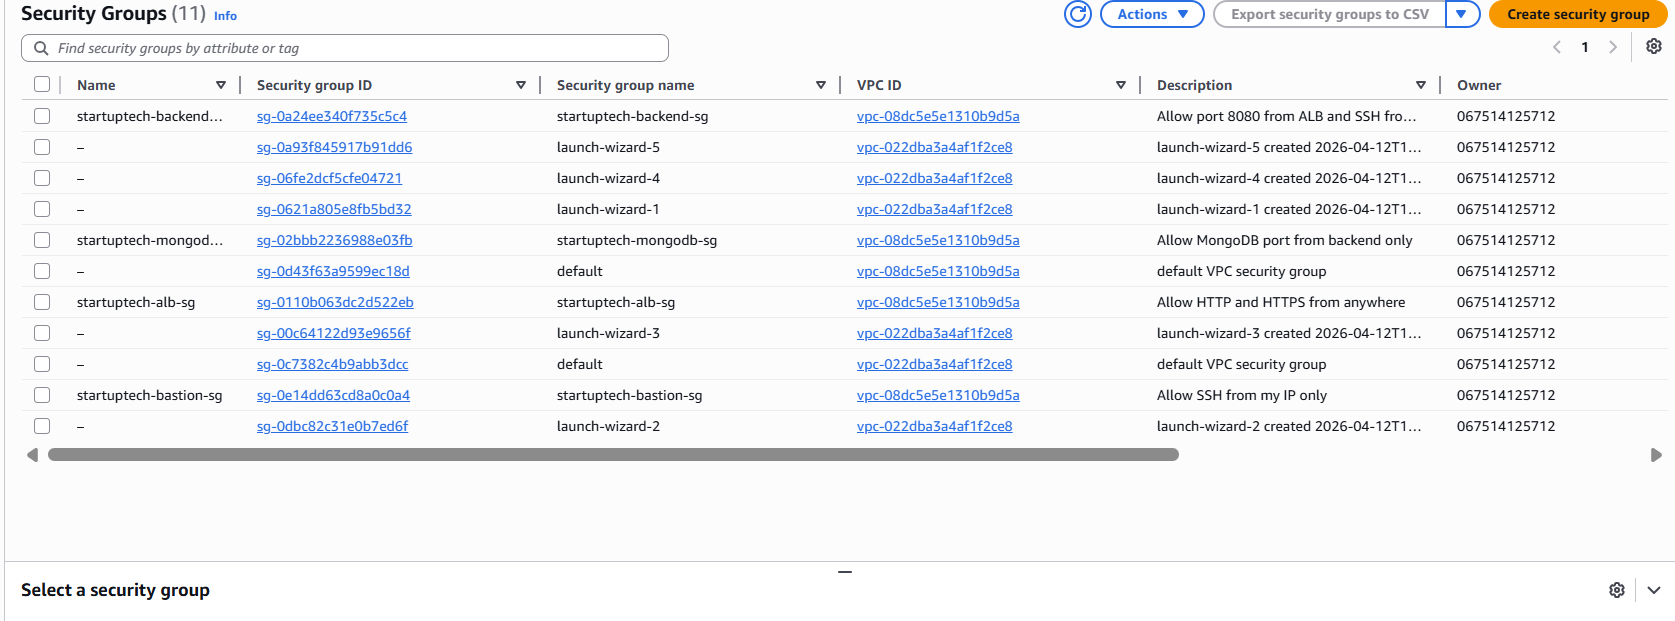 Security Groups (11) Info Actions Export security groups to CSV Create security group
Find security groups by attribute or tag 1
Name Security group ID Security group name VPC ID Description Owner
startuptech-backend... sg-0a24ee340f735c5c4 startuptech-backend-sg vpc-08dc5e5e1310b9d5a Allow port 8080 from ALB and SSH fro... 067514125712
– sg-0a93f845917b91dd6 launch-wizard-5 vpc-022dba3a4af1f2ce8 launch-wizard-5 created 2026-04-12T1... 067514125712
– sg-06fe2dcf5cfe04721 launch-wizard-4 vpc-022dba3a4af1f2ce8 launch-wizard-4 created 2026-04-12T1... 067514125712
– sg-0621a805e8fb5bd32 launch-wizard-1 vpc-022dba3a4af1f2ce8 launch-wizard-1 created 2026-04-12T1... 067514125712
startuptech-mongod... sg-02bbb2236988e03fb startuptech-mongodb-sg vpc-08dc5e5e1310b9d5a Allow MongoDB port from backend only 067514125712
– sg-0d43f63a9599ec18d default vpc-08dc5e5e1310b9d5a default VPC security group 067514125712
startuptech-alb-sg sg-0110b063dc2d522eb startuptech-alb-sg vpc-08dc5e5e1310b9d5a Allow HTTP and HTTPS from anywhere 067514125712
– sg-00c64122d93e9656f launch-wizard-3 vpc-022dba3a4af1f2ce8 launch-wizard-3 created 2026-04-12T1... 067514125712
– sg-0c7382c4b9abb3dcc default vpc-022dba3a4af1f2ce8 default VPC security group 067514125712
startuptech-bastion-sg sg-0e14dd63cd8a0c0a4 startuptech-bastion-sg vpc-08dc5e5e1310b9d5a Allow SSH from my IP only 067514125712
– sg-0dbc82c31e0b7ed6f launch-wizard-2 vpc-022dba3a4af1f2ce8 launch-wizard-2 created 2026-04-12T1... 067514125712
Select a security group